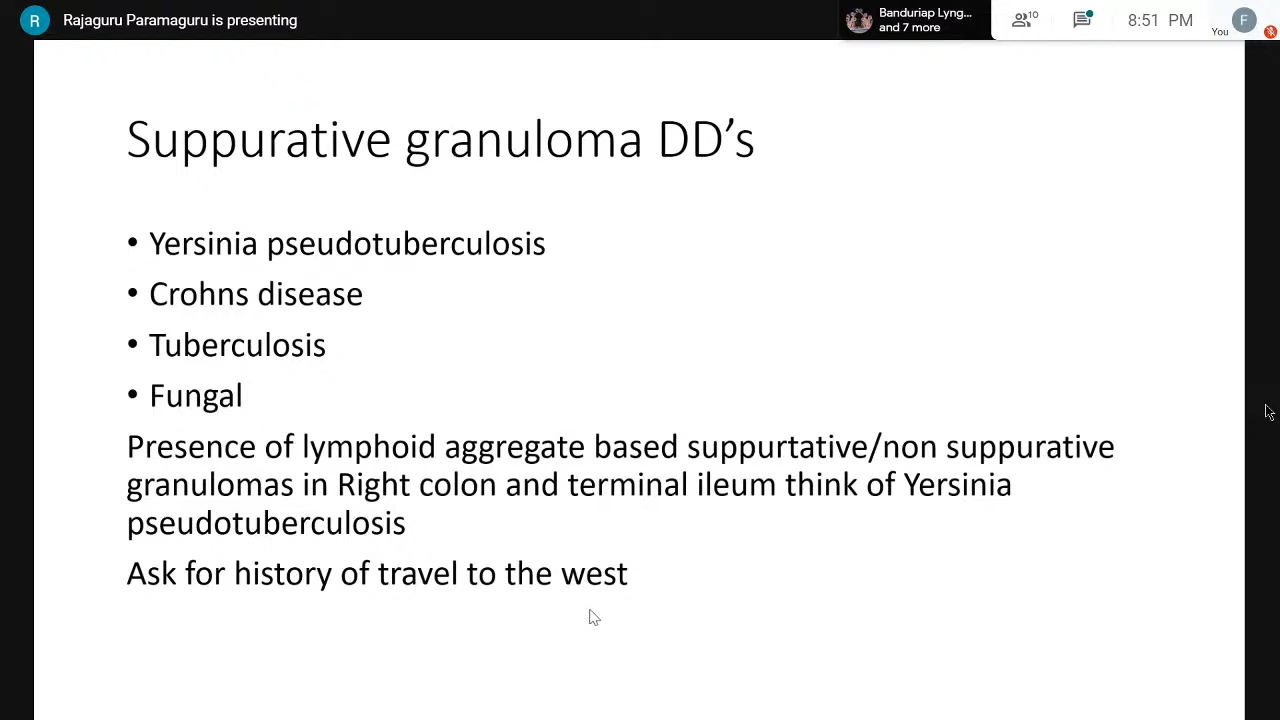 R Rajaguru Paramaguru is presenting
Banduriap Lyng...
and 7 more
10
8:51 PM
You
F
Suppurative granuloma DD’s
• Yersinia pseudotuberculosis
• Crohns disease
• Tuberculosis
• Fungal
Presence of lymphoid aggregate based suppurtative/non suppurative
granulomas in Right colon and terminal ileum think of Yersinia
pseudotuberculosis
Ask for history of travel to the west